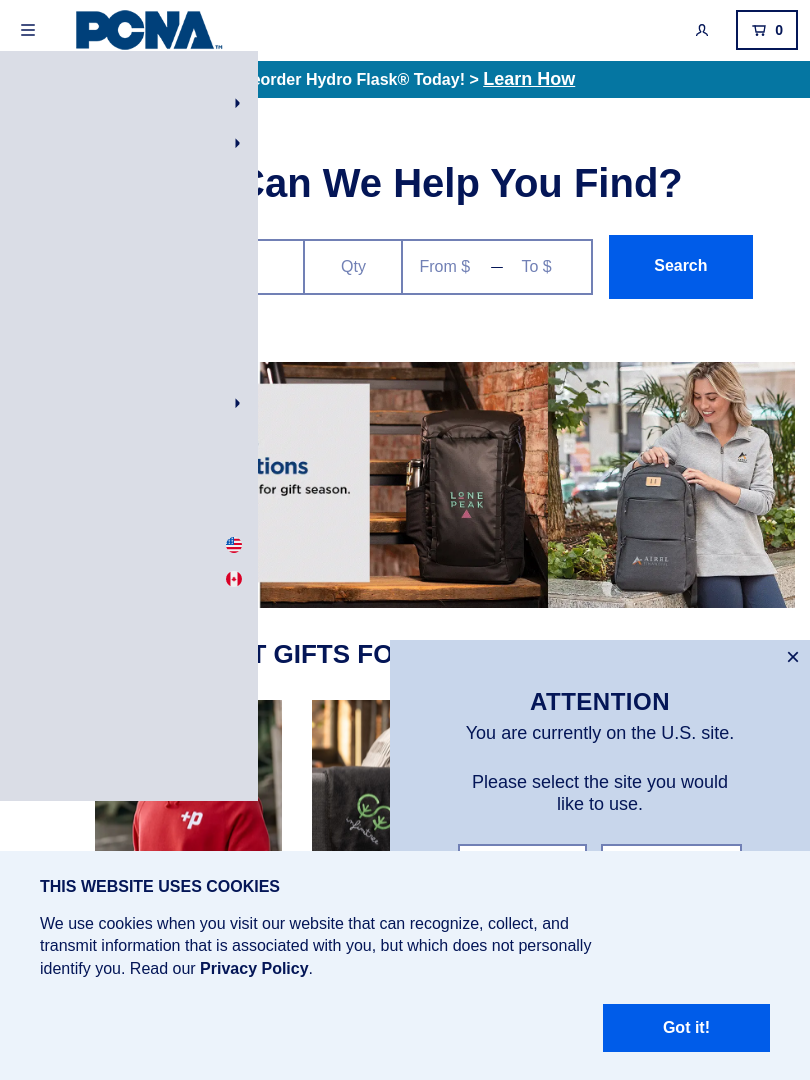 PCNA™
0
eorder Hydro Flask® Today! > Learn How
Can We Help You Find?
Qty
From $ — To $
Search
tions
for gift season.
LONE
PEAK
T GIFTS FO
ATTENTION
You are currently on the U.S. site.
Please select the site you would
like to use.
+p
infinitree
THIS WEBSITE USES COOKIES
We use cookies when you visit our website that can recognize, collect, and
transmit information that is associated with you, but which does not personally
identify you. Read our Privacy Policy.
Got it!